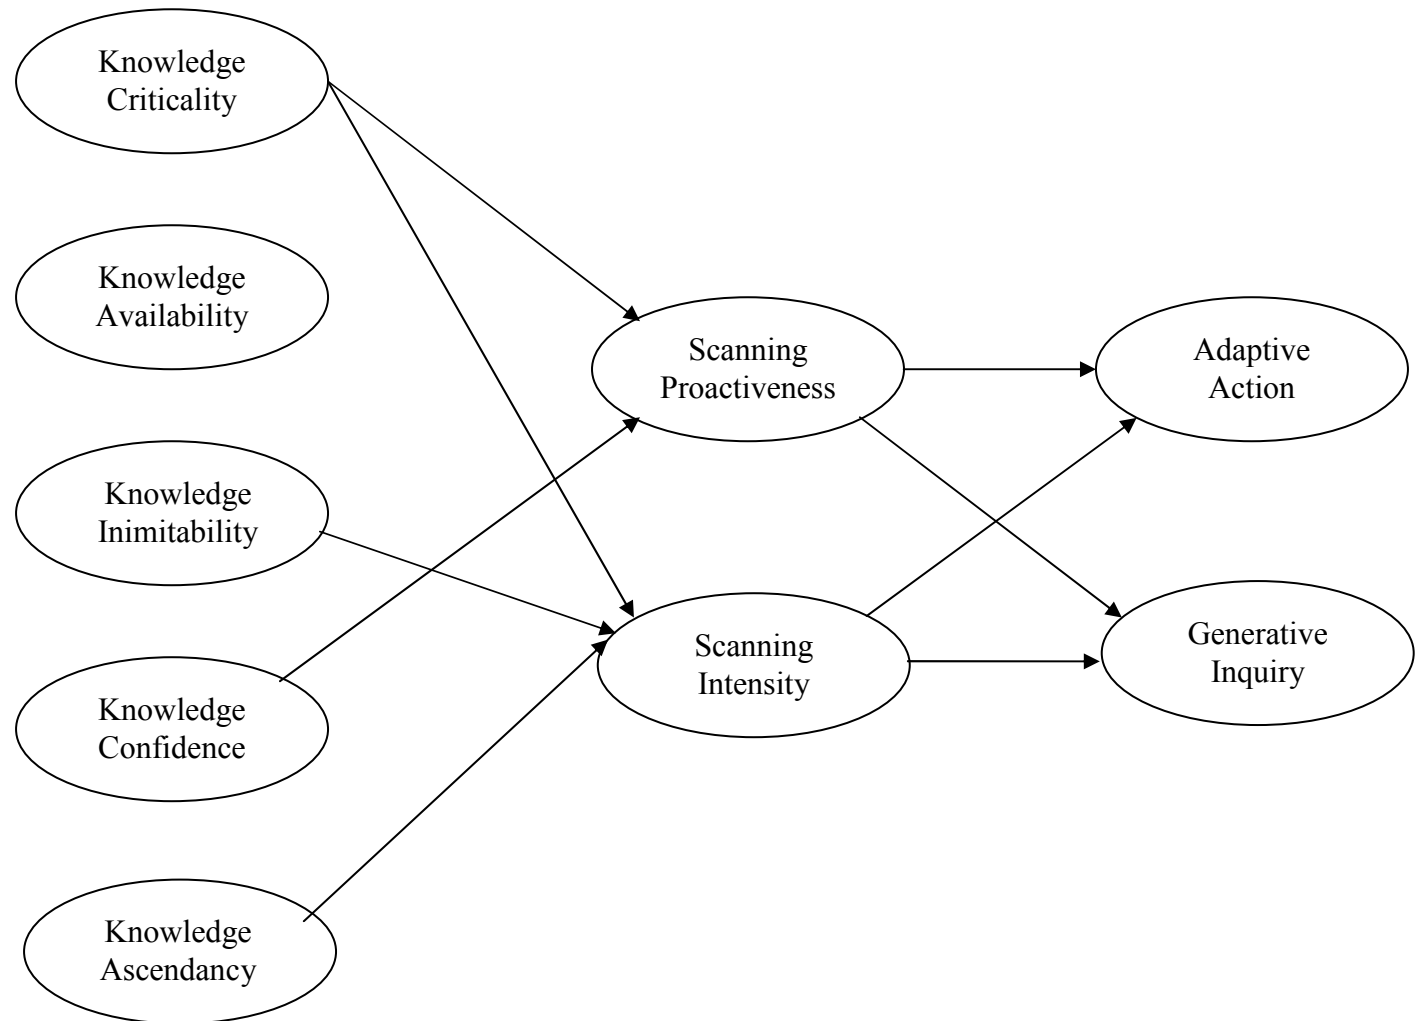 Knowledge
Criticality
Knowledge
Availability
Knowledge
Inimitability
Knowledge
Confidence
Knowledge
Ascendancy
Scanning
Proactiveness
Scanning
Intensity
Adaptive
Action
Generative
Inquiry